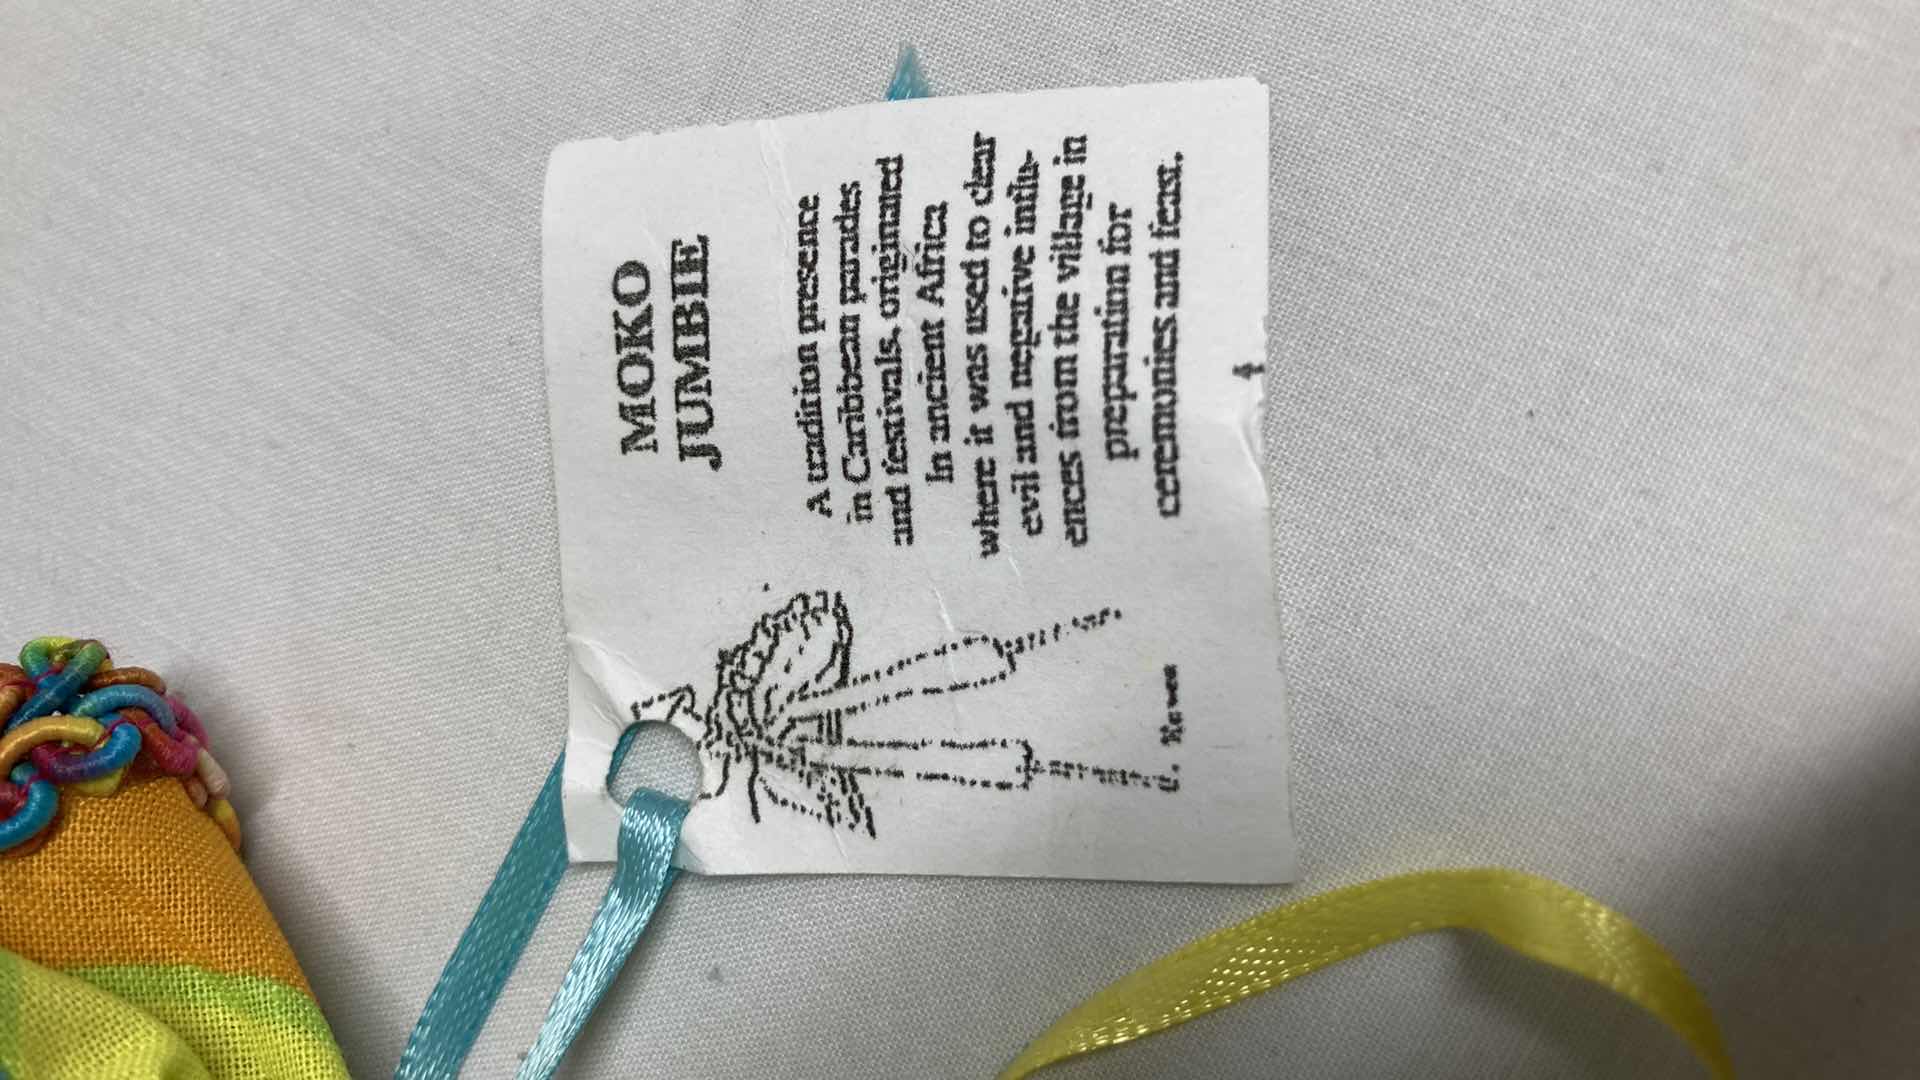 MOKO
JUMBIE
A tradition presence
in Caribbean parades
and festivals, originated
In ancient Africa
where it was used to clear
evil and negative influ-
ences from the village in
preparation for
ceremonies and feast.
4